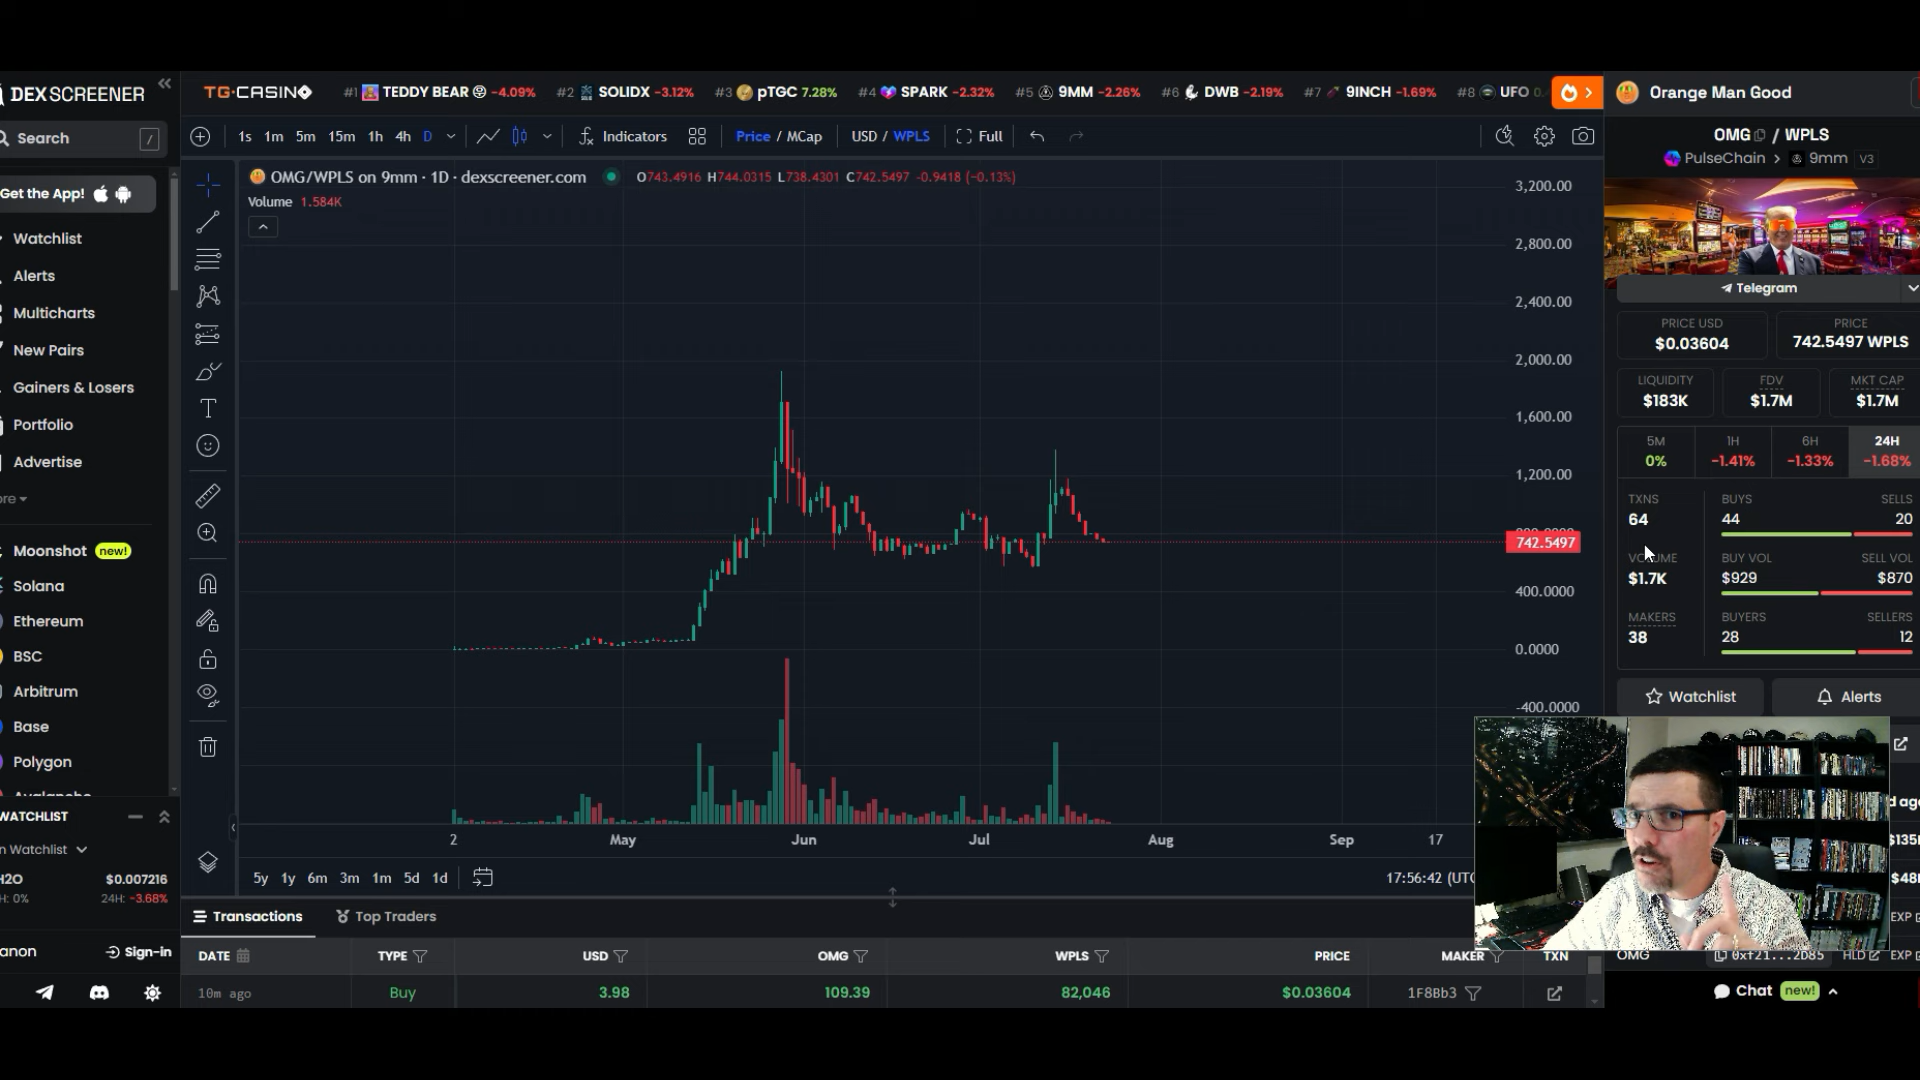 DEX SCREENER
Search /
Get the App!
Watchlist
Alerts
Multicharts
New Pairs
Gainers & Losers
Portfolio
Advertise
Moonshot new!
Solana
Ethereum
BSC
Arbitrum
Base
Polygon
WATCHLIST
n Watchlist
H2O $0.007216
H: 0% 24H: -3.68%
anon Sign-in
TG·CASINO #1 TEDDY BEAR -4.09% #2 SOLIDX -3.12% #3 pTGC 7.28% #4 SPARK -2.32% #5 9MM -2.26% #6 DWB -2.19% #7 9INCH -1.69% #8 UFO
1s 1m 5m 15m 1h 4h D Indicators Price / MCap USD / WPLS Full
OMG/WPLS on 9mm · 1D · dexscreener.com O743.4916 H744.0315 L738.4301 C742.5497 -0.9418 (-0.13%)
Volume 1.584K
3,200.00
2,800.00
2,400.00
2,000.00
1,600.00
1,200.00
742.5497
400.0000
0.0000
-400.0000
2 May Jun Jul Aug Sep 17
5y 1y 6m 3m 1m 5d 1d 17:56:42 (UTC
Transactions Top Traders
DATE TYPE USD OMG WPLS PRICE MAKER TXN
10m ago Buy 3.98 109.39 82,046 $0.03604 1F8Bb3
Orange Man Good
OMG / WPLS
PulseChain > 9mm V3
Telegram
PRICE USD PRICE
$0.03604 742.5497 WPLS
LIQUIDITY FDV MKT CAP
$183K $1.7M $1.7M
5M 1H 6H 24H
0% -1.41% -1.33% -1.68%
TXNS BUYS SELLS
64 44 20
VOLUME BUY VOL SELL VOL
$1.7K $929 $870
MAKERS BUYERS SELLERS
38 28 12
Watchlist Alerts
d ago
$135
$48
EXP
OMG 0xf21...2D85 HLD EXP
Chat new!